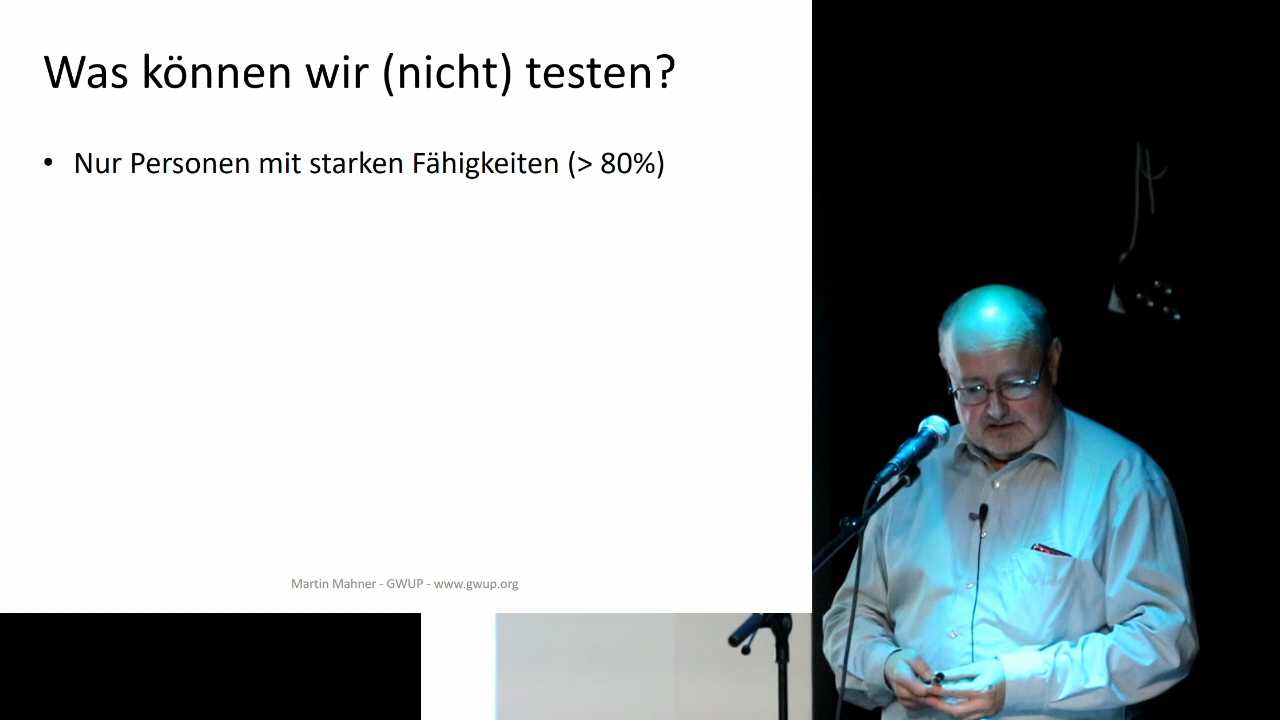 Was können wir (nicht) testen?
• Nur Personen mit starken Fähigkeiten (> 80%)
Martin Mahner - GWUP - www.gwup.org